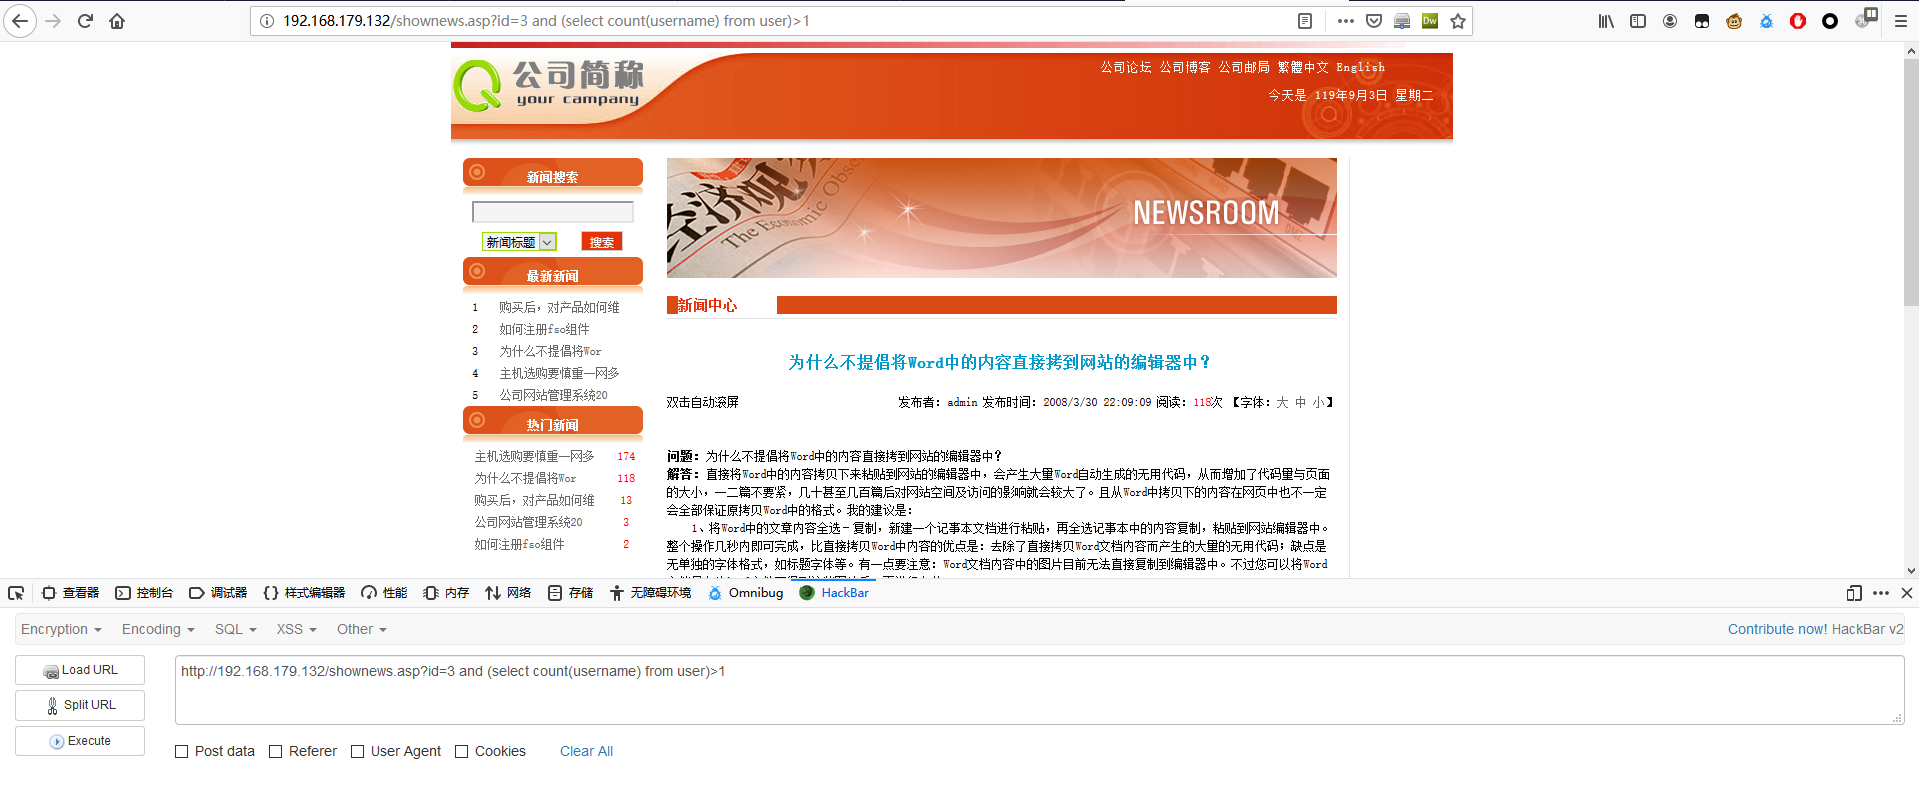 192.168.179.132/shownews.asp?id=3 and (select count(username) from user)>1
公司简称
your campany
公司论坛 公司博客 公司邮局 繁體中文 English
今天是 119年9月3日 星期二
新闻搜索
新闻标题 搜索
最新新闻
1 购买后，对产品如何维
2 如何注册fso组件
3 为什么不提倡将Wor
4 主机选购要慎重一网多
5 公司网站管理系统20
热门新闻
主机选购要慎重一网多 174
为什么不提倡将Wor 118
购买后，对产品如何维 13
公司网站管理系统20 3
如何注册fso组件 2
The Economic Obse
NEWSROOM
新闻中心
为什么不提倡将Word中的内容直接拷到网站的编辑器中？
双击自动滚屏 发布者：admin 发布时间：2008/3/30 22:09:09 阅读：118次 【字体：大 中 小】
问题：为什么不提倡将Word中的内容直接拷到网站的编辑器中？
解答：直接将Word中的内容拷贝下来粘贴到网站的编辑器中，会产生大量Word自动生成的无用代码，从而增加了代码量与页面
的大小，一二篇不要紧，几十甚至几百篇后对网站空间及访问的影响就会较大了。且从Word中拷贝下的内容在网页中也不一定
会全部保证原拷贝Word中的格式。我的建议是：
1、将Word中的文章内容全选－复制，新建一个记事本文档进行粘贴，再全选记事本中的内容复制，粘贴到网站编辑器中。
整个操作几秒内即可完成，比直接拷贝Word中内容的优点是：去除了直接拷贝Word文档内容而产生的大量的无用代码；缺点是
无单独的字体格式，如标题字体等。有一点要注意：Word文档内容中的图片目前无法直接复制到编辑器中。不过您可以将Word
查看器 控制台 调试器 样式编辑器 性能 内存 网络 存储 无障碍环境 Omnibug HackBar
Encryption Encoding SQL XSS Other Contribute now! HackBar v2
Load URL
http://192.168.179.132/shownews.asp?id=3 and (select count(username) from user)>1
Split URL
Execute
Post data Referer User Agent Cookies Clear All